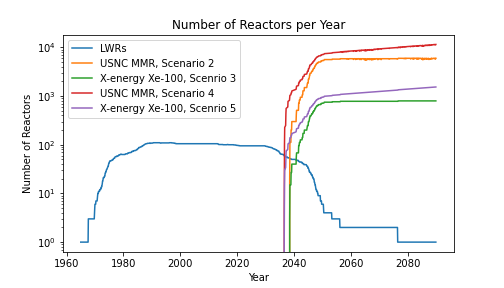 Number of Reactors per Year
Number of Reactors
10⁴
10³
10²
10¹
10⁰
LWRs
USNC MMR, Scenario 2
X-energy Xe-100, Scenrio 3
USNC MMR, Scenario 4
X-energy Xe-100, Scenrio 5
1960 1980 2000 2020 2040 2060 2080
Year